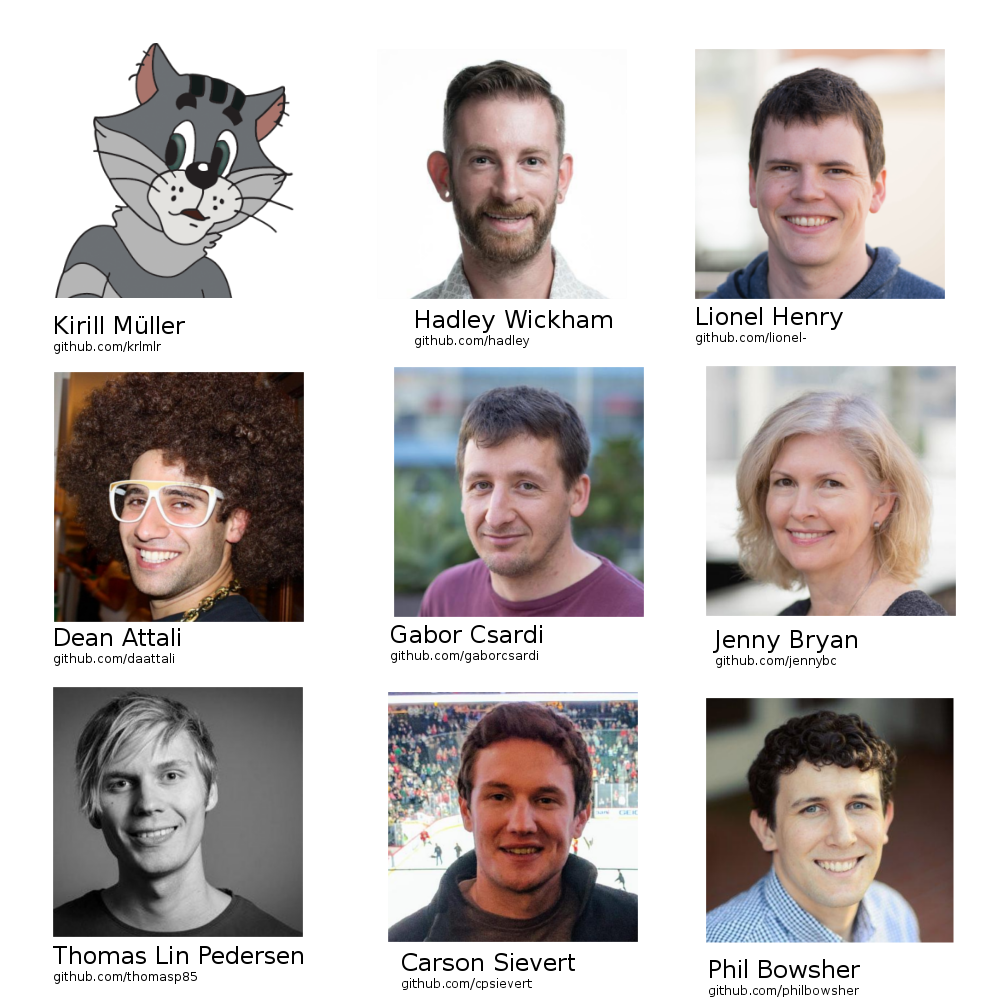 Kirill Müller
github.com/krlmlr
Hadley Wickham
github.com/hadley
Lionel Henry
github.com/lionel-
Dean Attali
github.com/daattali
Gabor Csardi
github.com/gaborcsardi
Jenny Bryan
github.com/jennybc
Thomas Lin Pedersen
github.com/thomasp85
Carson Sievert
github.com/cpsievert
Phil Bowsher
github.com/philbowsher